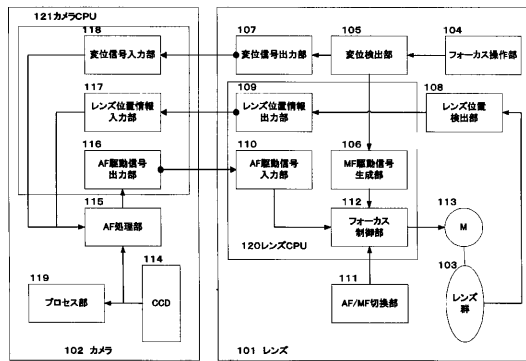 121カメラCPU
118
変位信号入力部
107
変位信号出力部
105
変位検出部
104
フォーカス操作部
117
レンズ位置情報
入力部
109
レンズ位置情報
出力部
108
レンズ位置
検出部
116
AF駆動信号
出力部
110
AF駆動信号
入力部
106
MF駆動信号
生成部
115
AF処理部
112
フォーカス
制御部
113
M
120レンズCPU
103
レンズ
群
119
プロセス部
114
CCD
111
AF/MF切換部
102 カメラ
101 レンズ